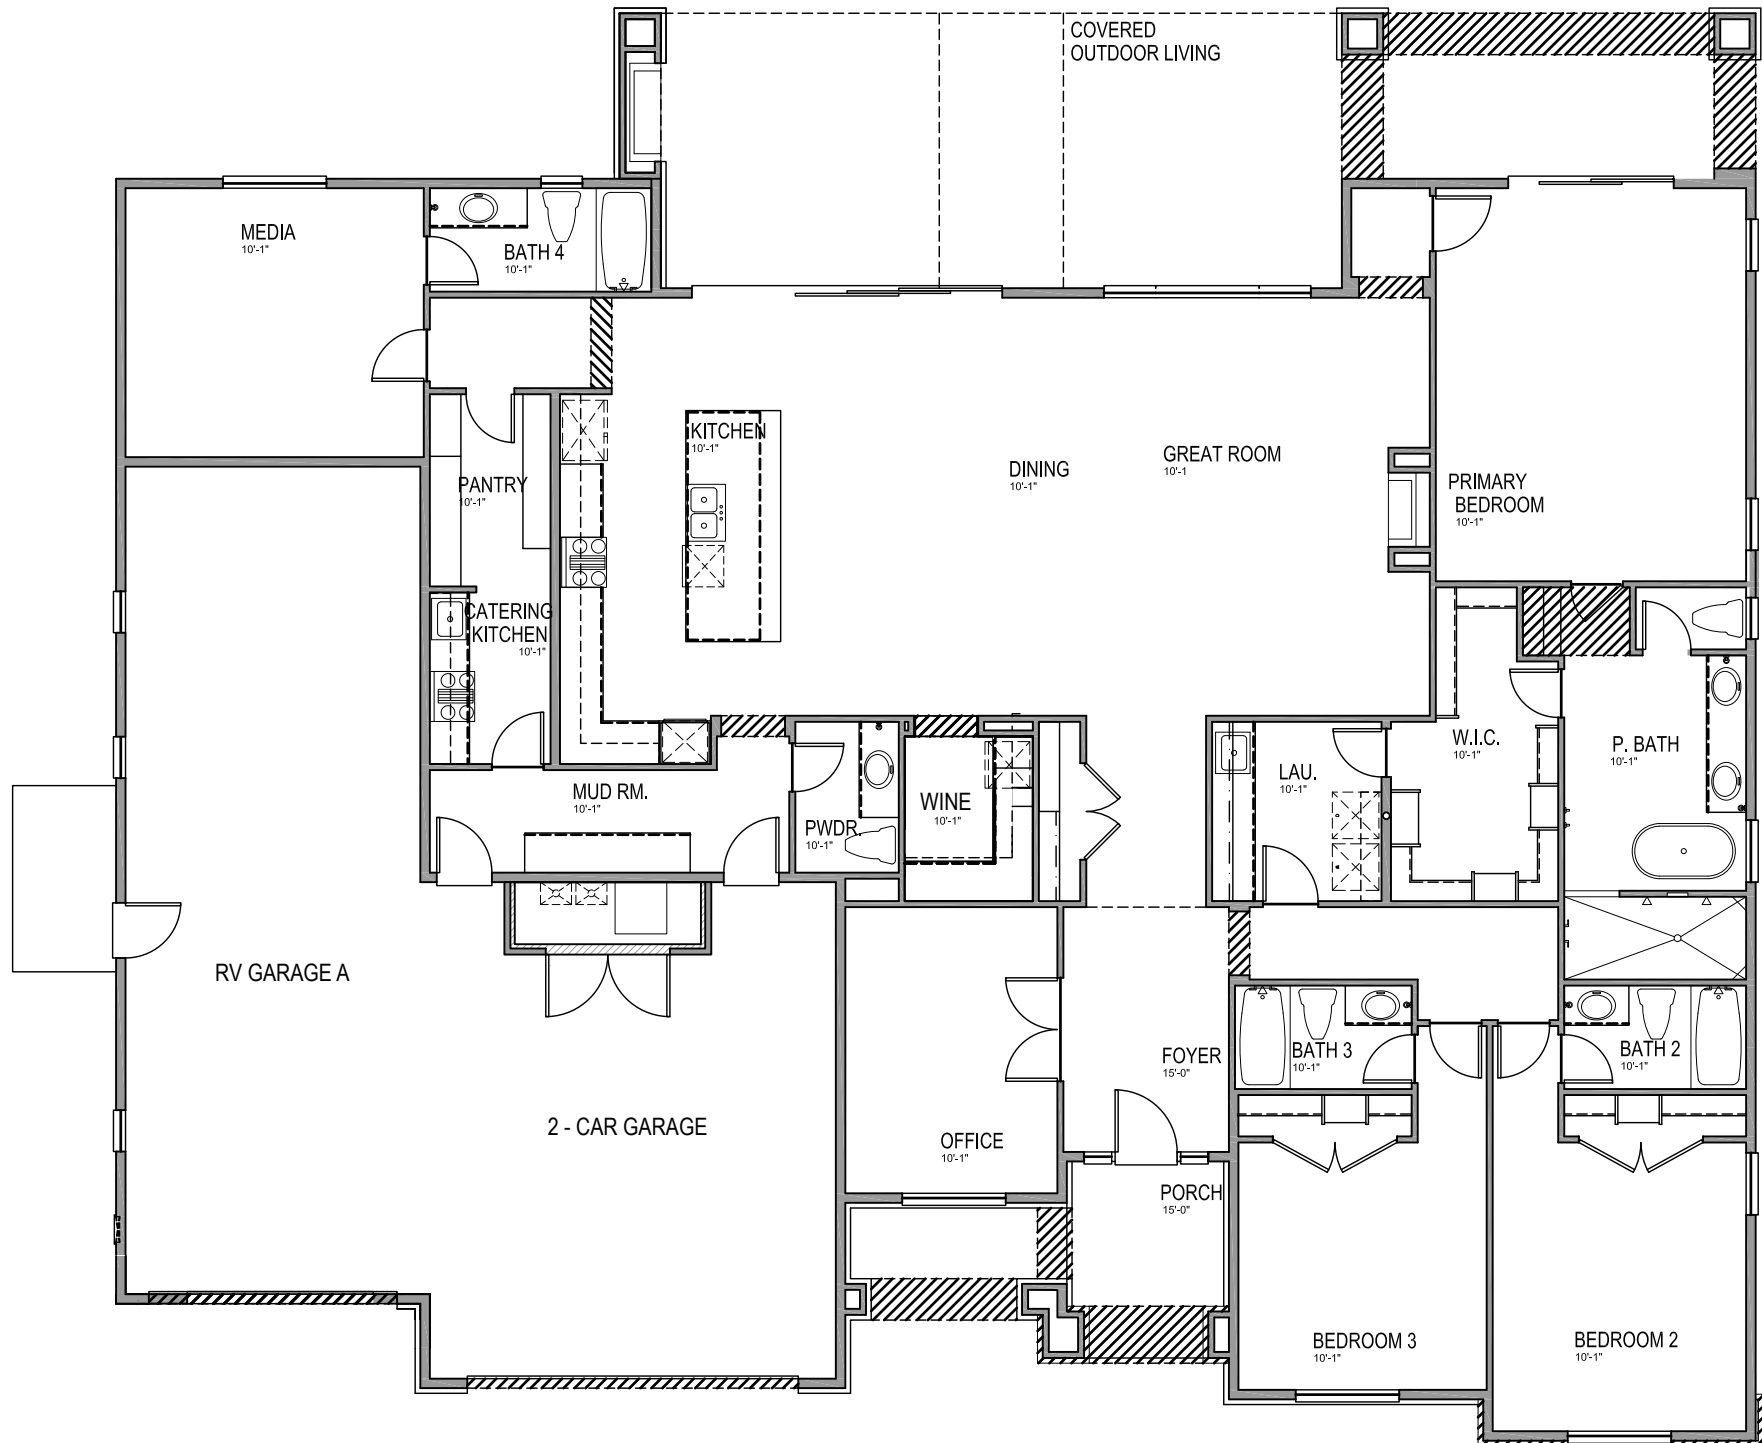 COVERED
OUTDOOR LIVING
MEDIA
10'-1"
BATH 4
10'-1"
KITCHEN
10'-1"
DINING
10'-1"
GREAT ROOM
10'-1
PANTRY
10'-1"
PRIMARY
BEDROOM
10'-1"
CATERING
KITCHEN
10'-1"
W.I.C.
10'-1"
P. BATH
10'-1"
LAU.
10'-1"
MUD RM.
10'-1"
WINE
10'-1"
PWDR.
10'-1"
RV GARAGE A
FOYER
15'-0"
BATH 3
10'-1"
BATH 2
10'-1"
2 - CAR GARAGE
OFFICE
10'-1"
PORCH
15'-0"
BEDROOM 3
10'-1"
BEDROOM 2
10'-1"